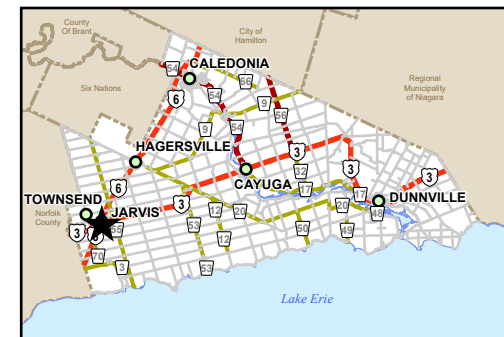 County
Of Brant
City of
Hamilton
54
CALEDONIA
56
Six Nations
6
54
9
56
Regional
Municipality
of Niagara
9
54
3
HAGERSVILLE
3
32
3
6
CAYUGA
17
17
TOWNSEND
3
DUNNVILLE
Norfolk
County
JARVIS
20
20
48
3
55
53
12
50
49
70
3
53
Lake Erie